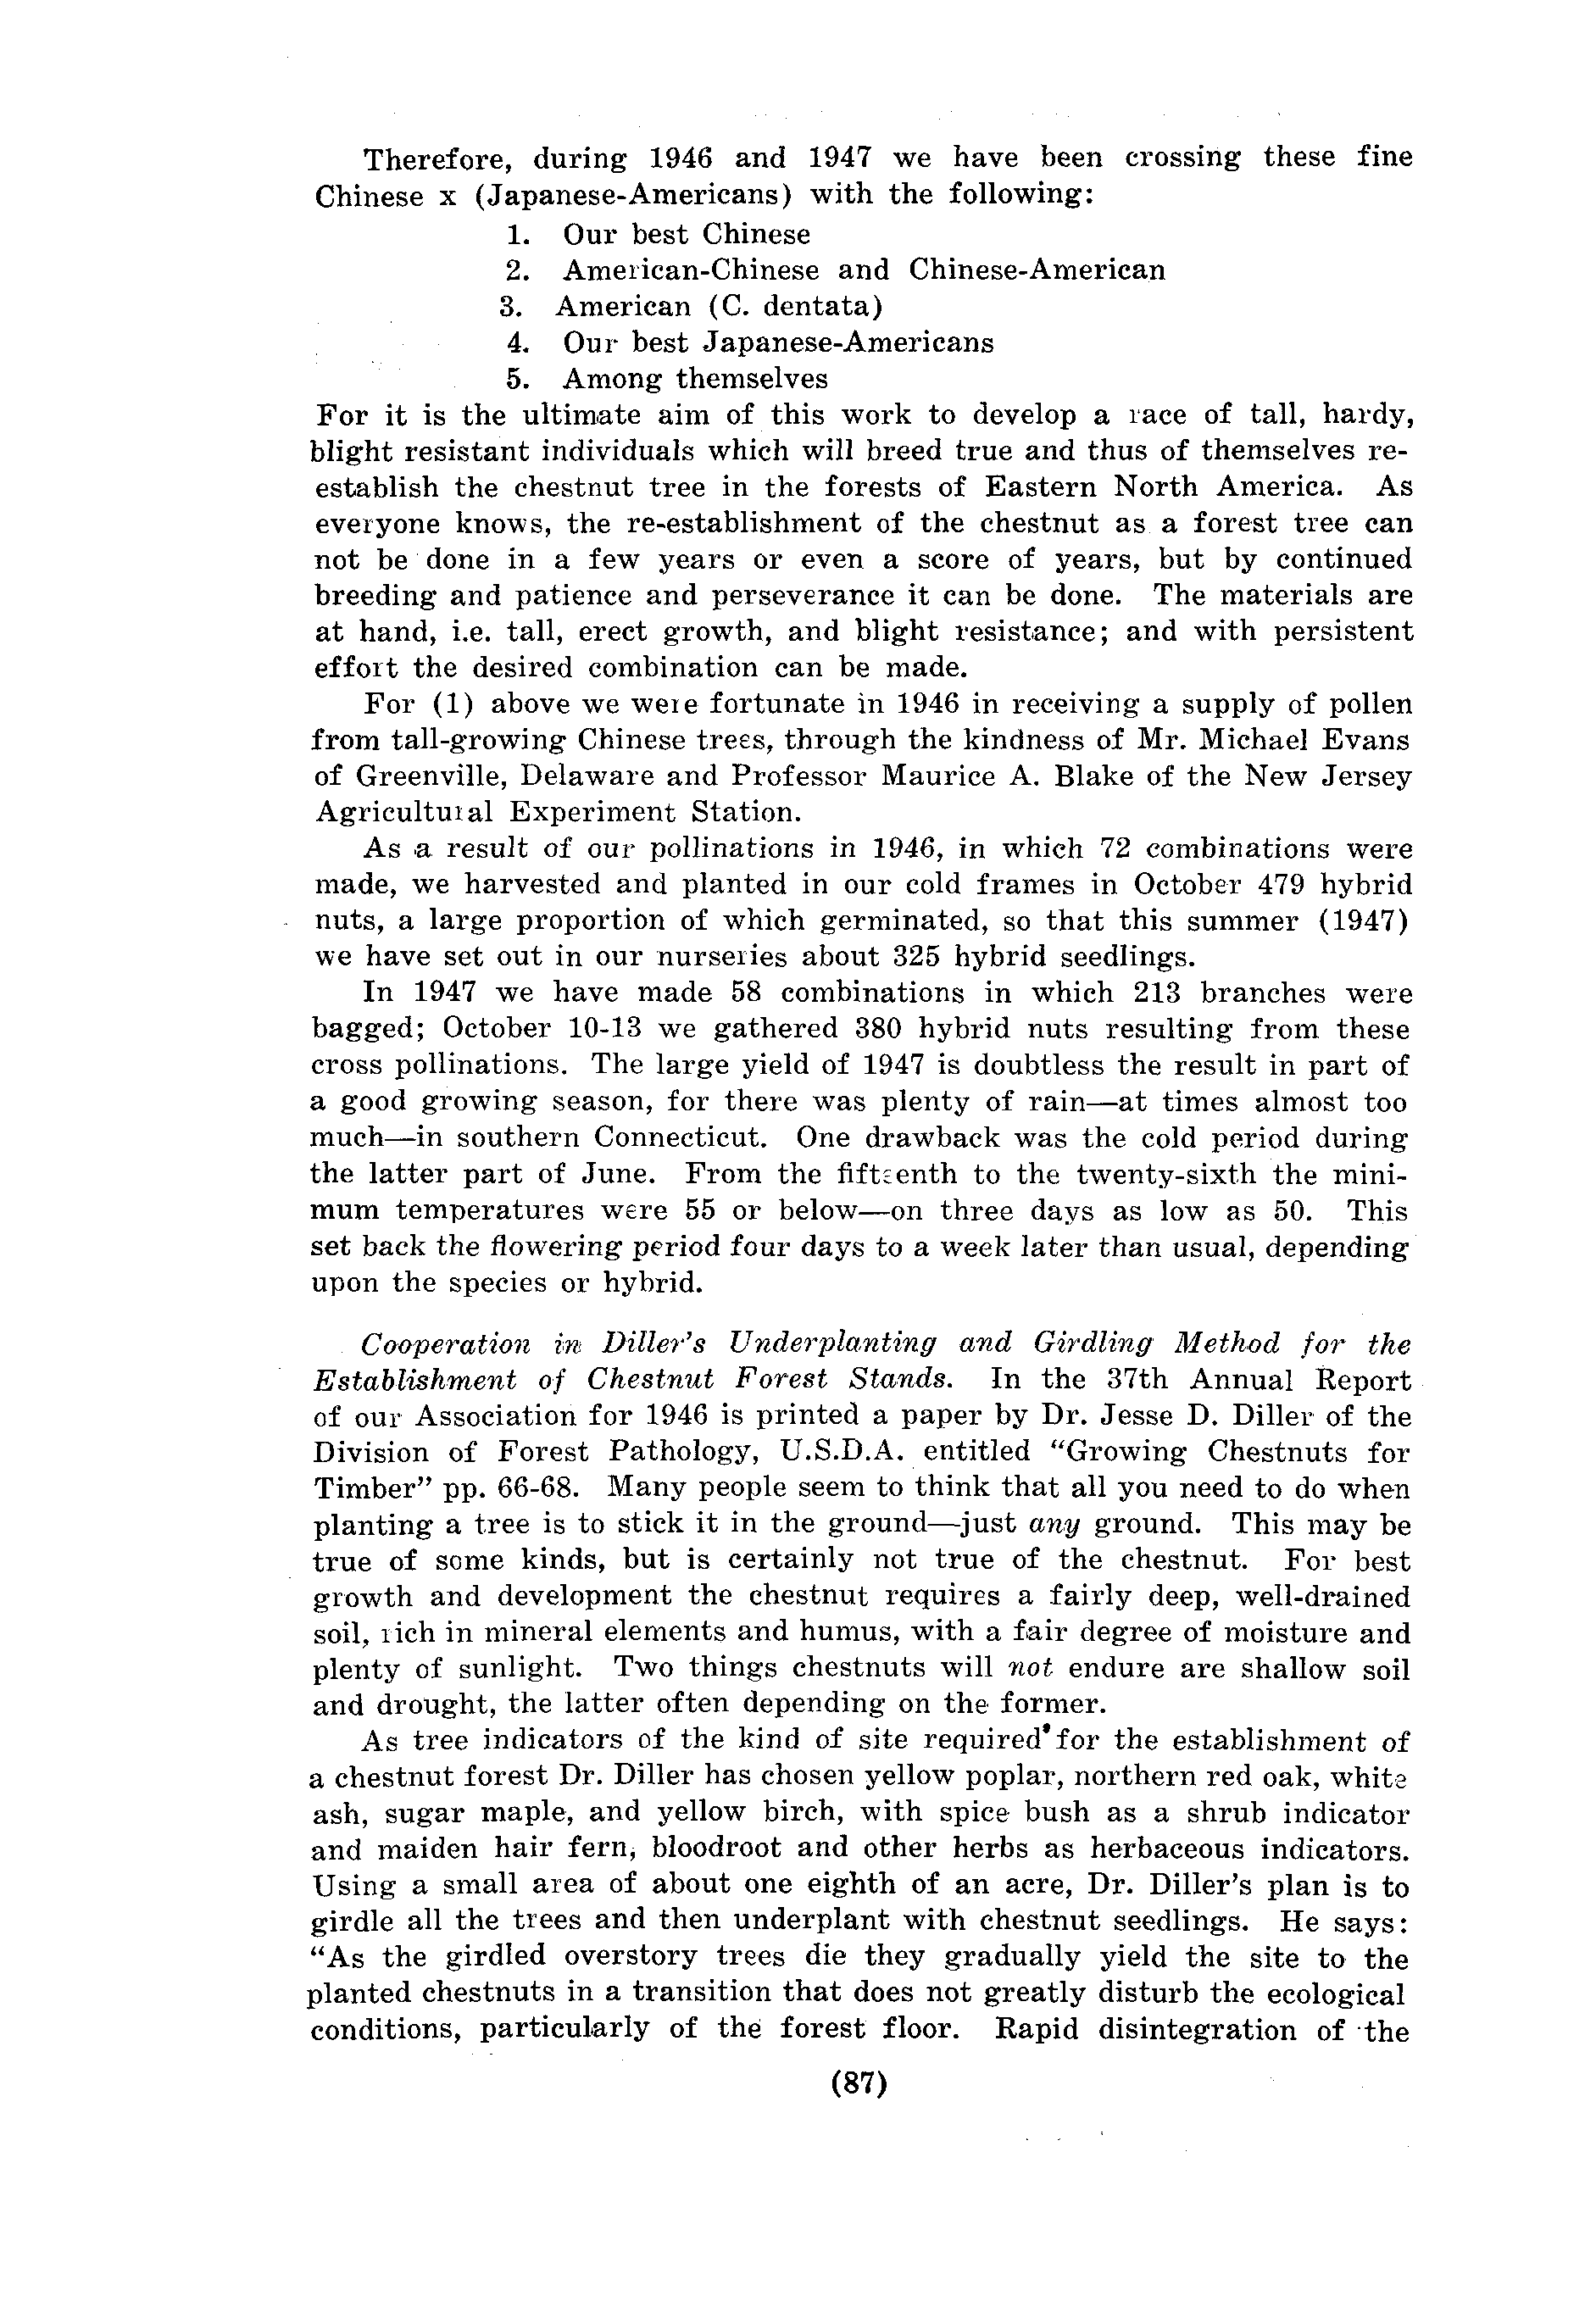 Therefore, during 1946 and 1947 we have been crossing these fine
Chinese x (Japanese-Americans) with the following:
1. Our best Chinese
2. American-Chinese and Chinese-American
3. American (C. dentata)
4. Our best Japanese-Americans
5. Among themselves
For it is the ultimate aim of this work to develop a race of tall, hardy,
blight resistant individuals which will breed true and thus of themselves re-
establish the chestnut tree in the forests of Eastern North America. As
everyone knows, the re-establishment of the chestnut as a forest tree can
not be done in a few years or even a score of years, but by continued
breeding and patience and perseverance it can be done. The materials are
at hand, i.e. tall, erect growth, and blight resistance; and with persistent
effort the desired combination can be made.
For (1) above we were fortunate in 1946 in receiving a supply of pollen
from tall-growing Chinese trees, through the kindness of Mr. Michael Evans
of Greenville, Delaware and Professor Maurice A. Blake of the New Jersey
Agricultural Experiment Station.
As a result of our pollinations in 1946, in which 72 combinations were
made, we harvested and planted in our cold frames in October 479 hybrid
nuts, a large proportion of which germinated, so that this summer (1947)
we have set out in our nurseries about 325 hybrid seedlings.
In 1947 we have made 58 combinations in which 213 branches were
bagged; October 10-13 we gathered 380 hybrid nuts resulting from these
cross pollinations. The large yield of 1947 is doubtless the result in part of
a good growing season, for there was plenty of rain—at times almost too
much—in southern Connecticut. One drawback was the cold period during
the latter part of June. From the fifteenth to the twenty-sixth the mini-
mum temperatures were 55 or below—on three days as low as 50. This
set back the flowering period four days to a week later than usual, depending
upon the species or hybrid.
Cooperation in Diller's Underplanting and Girdling Method for the
Establishment of Chestnut Forest Stands. In the 37th Annual Report
of our Association for 1946 is printed a paper by Dr. Jesse D. Diller of the
Division of Forest Pathology, U.S.D.A. entitled "Growing Chestnuts for
Timber" pp. 66-68. Many people seem to think that all you need to do when
planting a tree is to stick it in the ground—just any ground. This may be
true of some kinds, but is certainly not true of the chestnut. For best
growth and development the chestnut requires a fairly deep, well-drained
soil, rich in mineral elements and humus, with a fair degree of moisture and
plenty of sunlight. Two things chestnuts will not endure are shallow soil
and drought, the latter often depending on the former.
As tree indicators of the kind of site required for the establishment of
a chestnut forest Dr. Diller has chosen yellow poplar, northern red oak, white
ash, sugar maple, and yellow birch, with spice bush as a shrub indicator
and maiden hair fern, bloodroot and other herbs as herbaceous indicators.
Using a small area of about one eighth of an acre, Dr. Diller's plan is to
girdle all the trees and then underplant with chestnut seedlings. He says:
"As the girdled overstory trees die they gradually yield the site to the
planted chestnuts in a transition that does not greatly disturb the ecological
conditions, particularly of the forest floor. Rapid disintegration of the
(87)